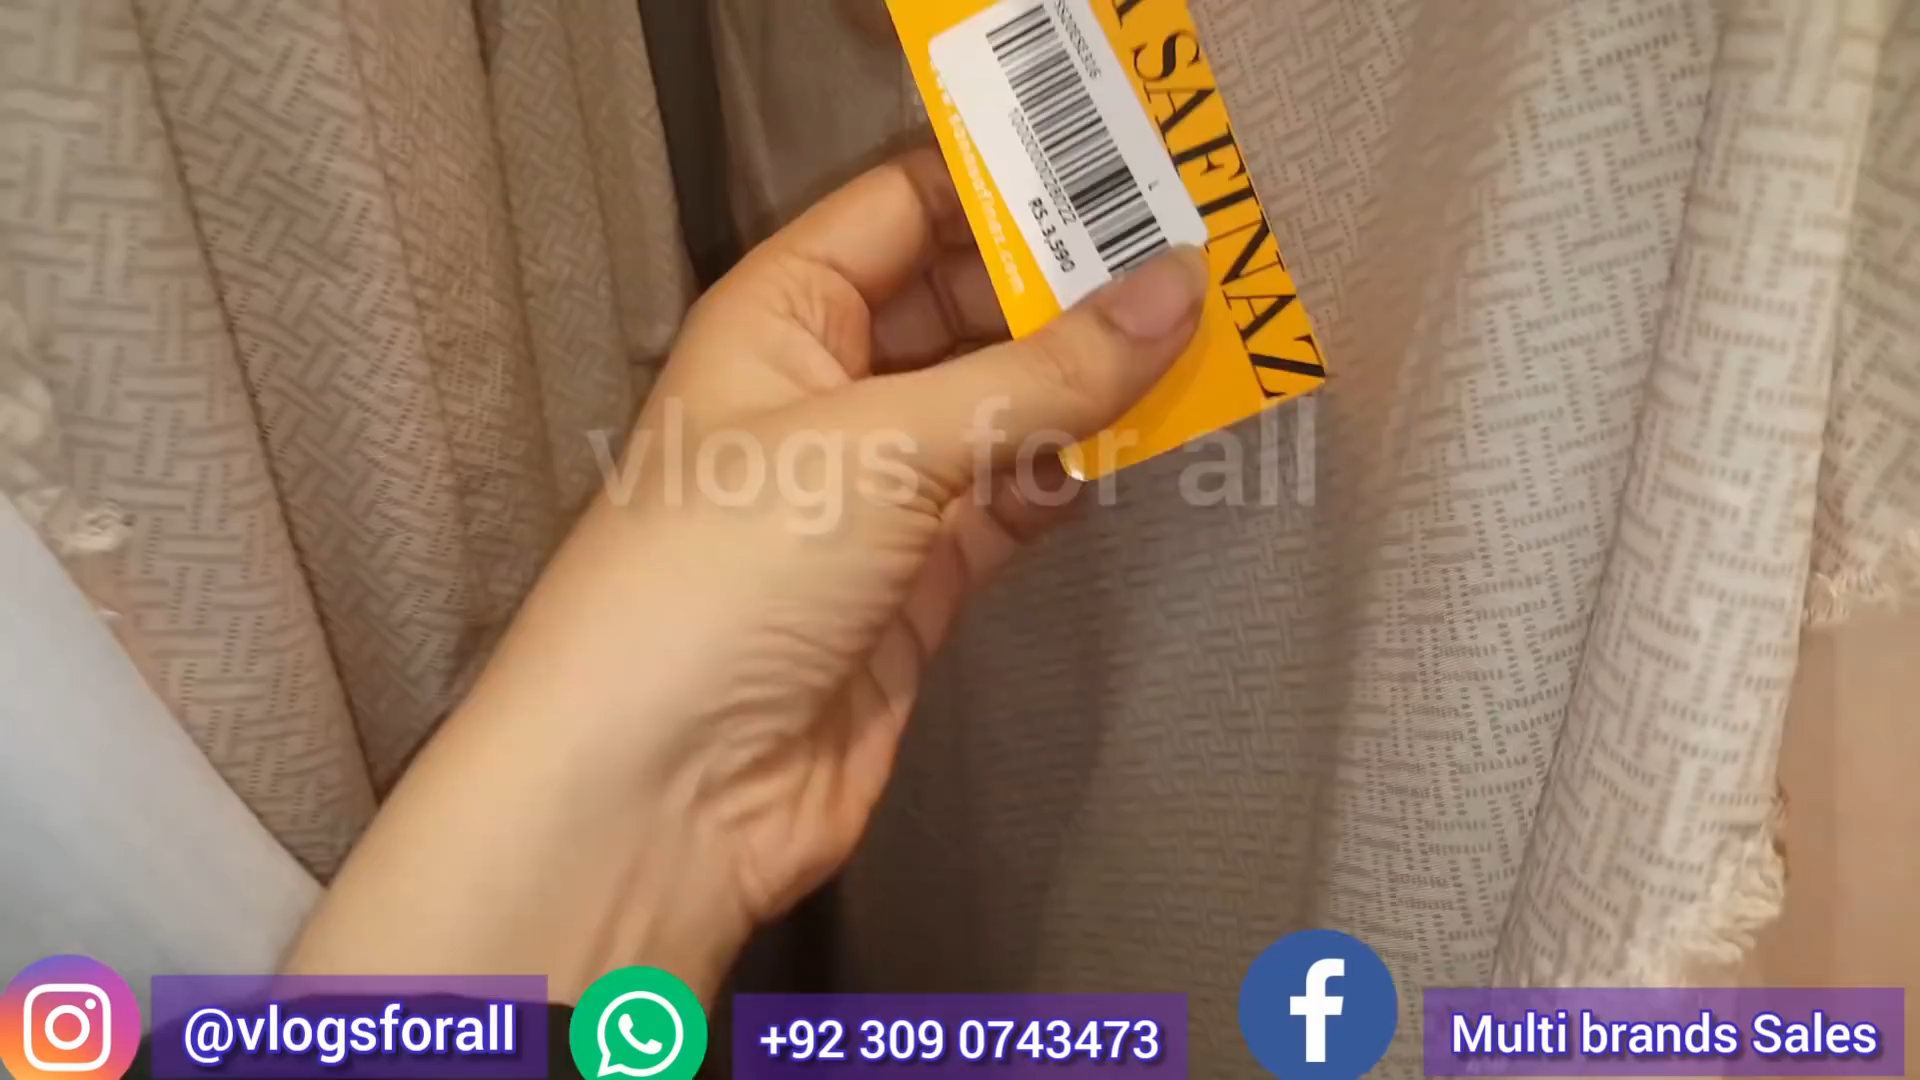 SAFINAZ
L
RS.3,590
vlogs for all
@vlogsforall
+92 309 0743473
Multi brands Sales